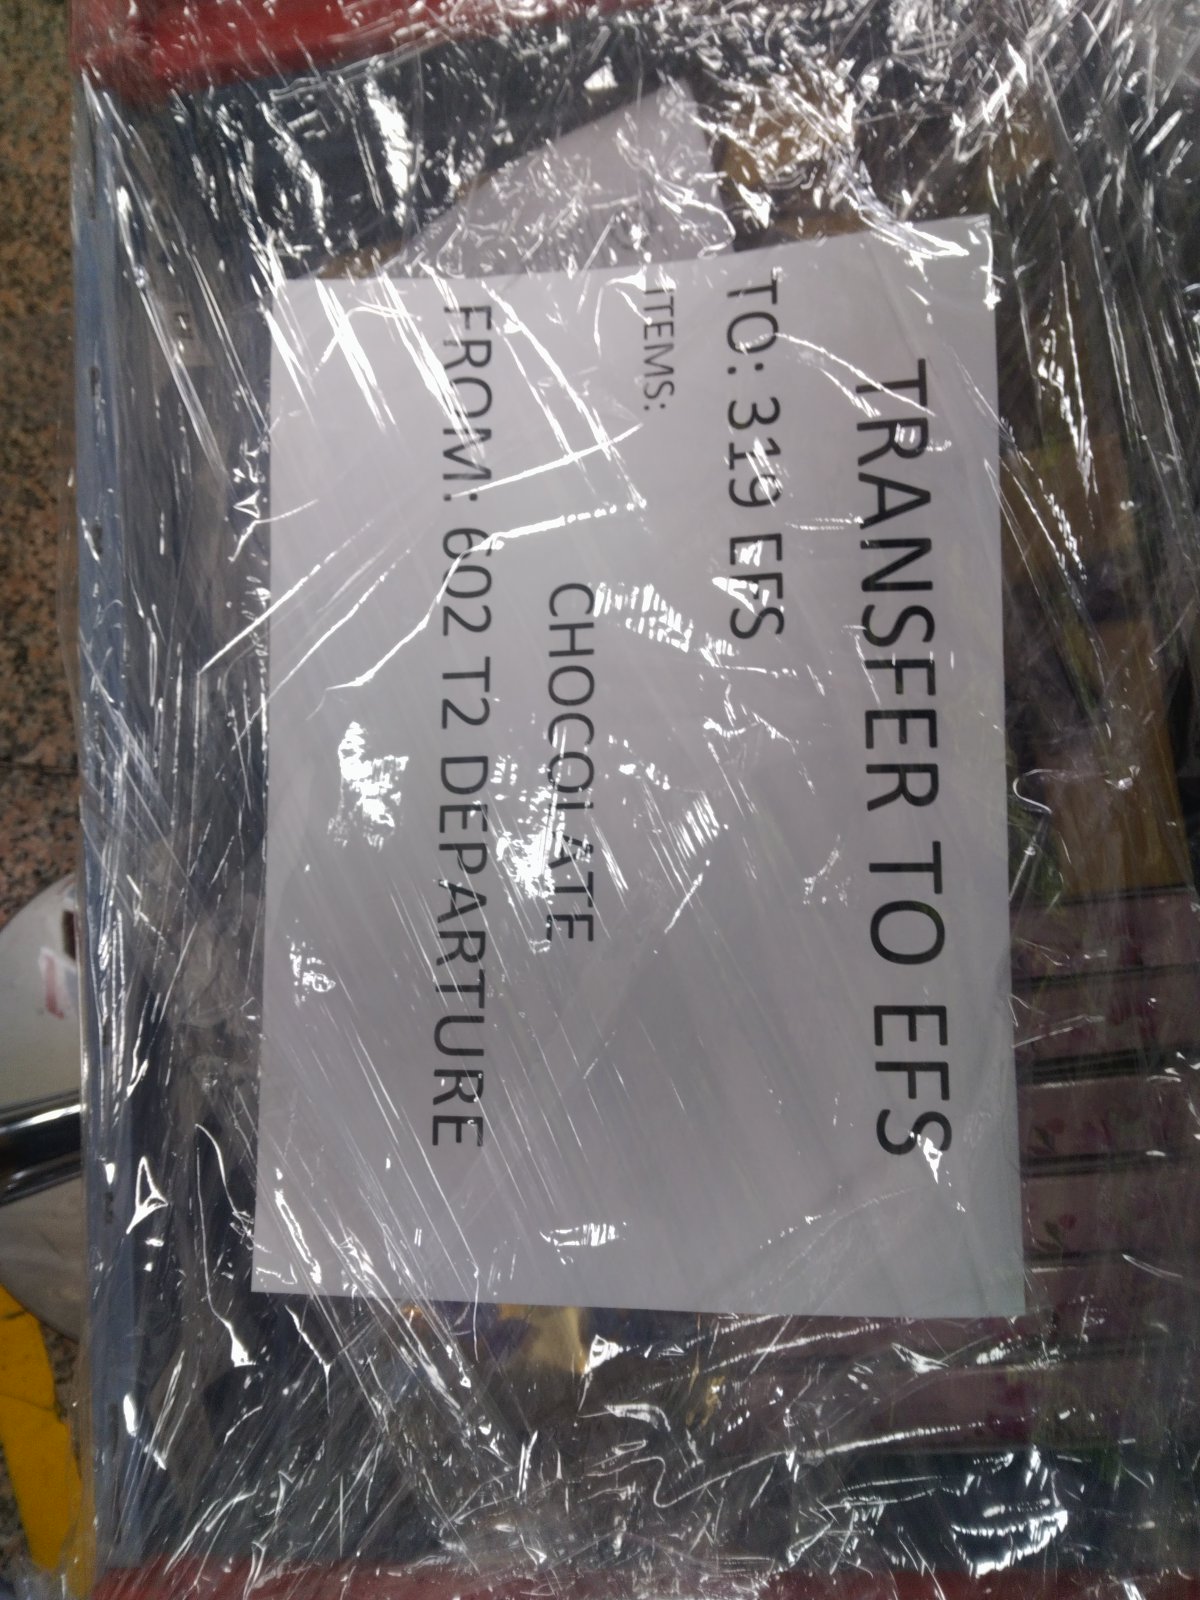 TRANSFER TO EFS
TO: 319 EFS
ITEMS:
CHOCOLATE
FROM: 602 T2 DEPARTURE